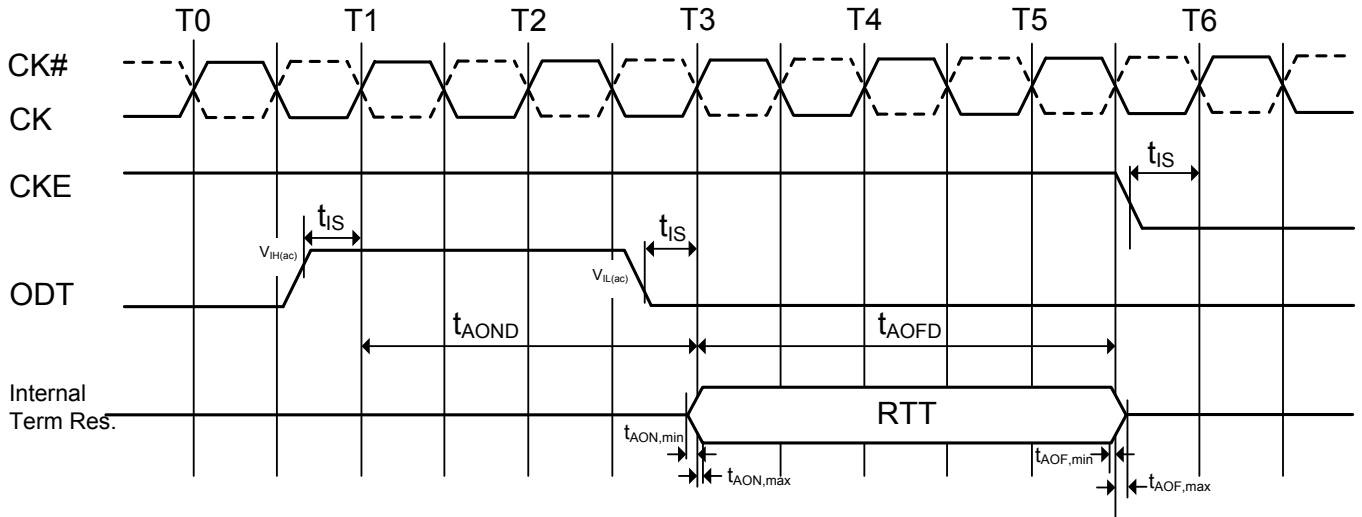 T0 T1 T2 T3 T4 T5 T6
CK#
CK
CKE
tIS
tIS
tIS
VIH(ac)
VIL(ac)
ODT
tAOND
tAOFD
Internal
Term Res.
RTT
tAON,min
tAOF,min
tAON,max
tAOF,max